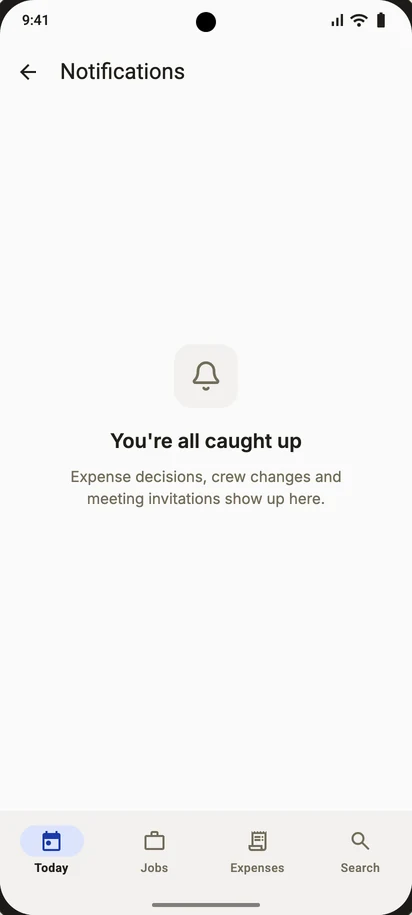 9:41
Notifications
You're all caught up
Expense decisions, crew changes and
meeting invitations show up here.
Today
Jobs
Expenses
Search